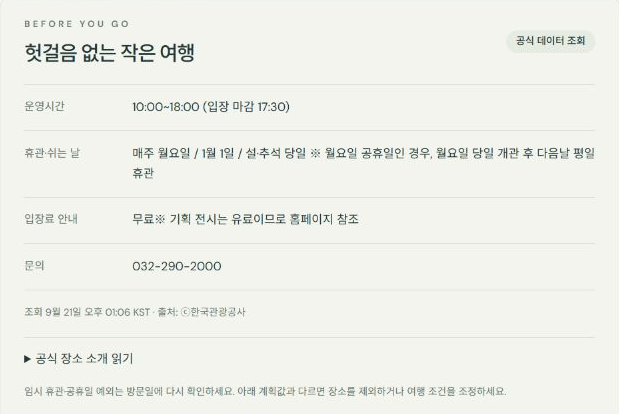 BEFORE YOU GO
헛걸음 없는 작은 여행
공식 데이터 조회
운영시간
10:00~18:00 (입장 마감 17:30)
휴관·쉬는 날
매주 월요일 / 1월 1일 / 설·추석 당일 ※ 월요일 공휴일인 경우, 월요일 당일 개관 후 다음날 평일
휴관
입장료 안내
무료※ 기획 전시는 유료이므로 홈페이지 참조
문의
032-290-2000
조회 9월 21일 오후 01:06 KST · 출처: ⓒ한국관광공사
▶ 공식 장소 소개 읽기
임시 휴관·공휴일 예외는 방문일에 다시 확인하세요. 아래 계획값과 다르면 장소를 제외하거나 여행 조건을 조정하세요.